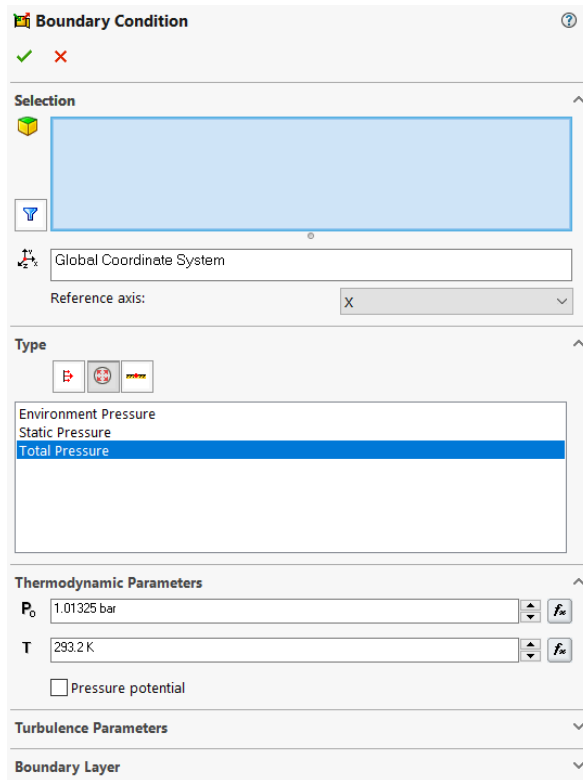 Boundary Condition
Selection
Global Coordinate System
Reference axis: X
Type
Environment Pressure
Static Pressure
Total Pressure
Thermodynamic Parameters
P₀ 1.01325 bar
T 293.2 K
Pressure potential
Turbulence Parameters
Boundary Layer